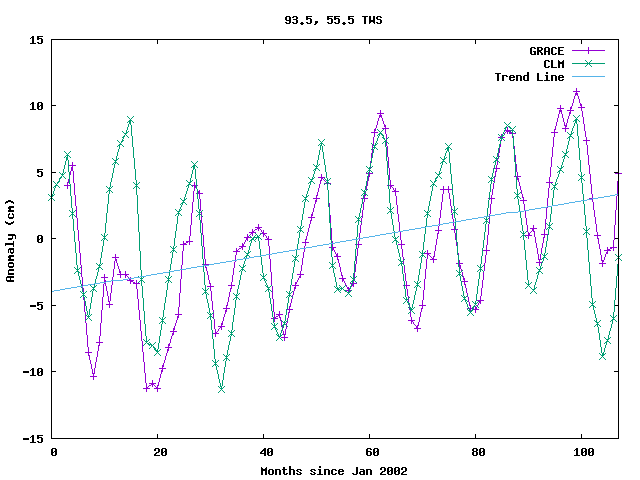 93.5, 55.5 TWS
15
GRACE
CLM
Trend Line
10
5
0
-5
-10
-15
Anomaly (cm)
0 20 40 60 80 100
Months since Jan 2002